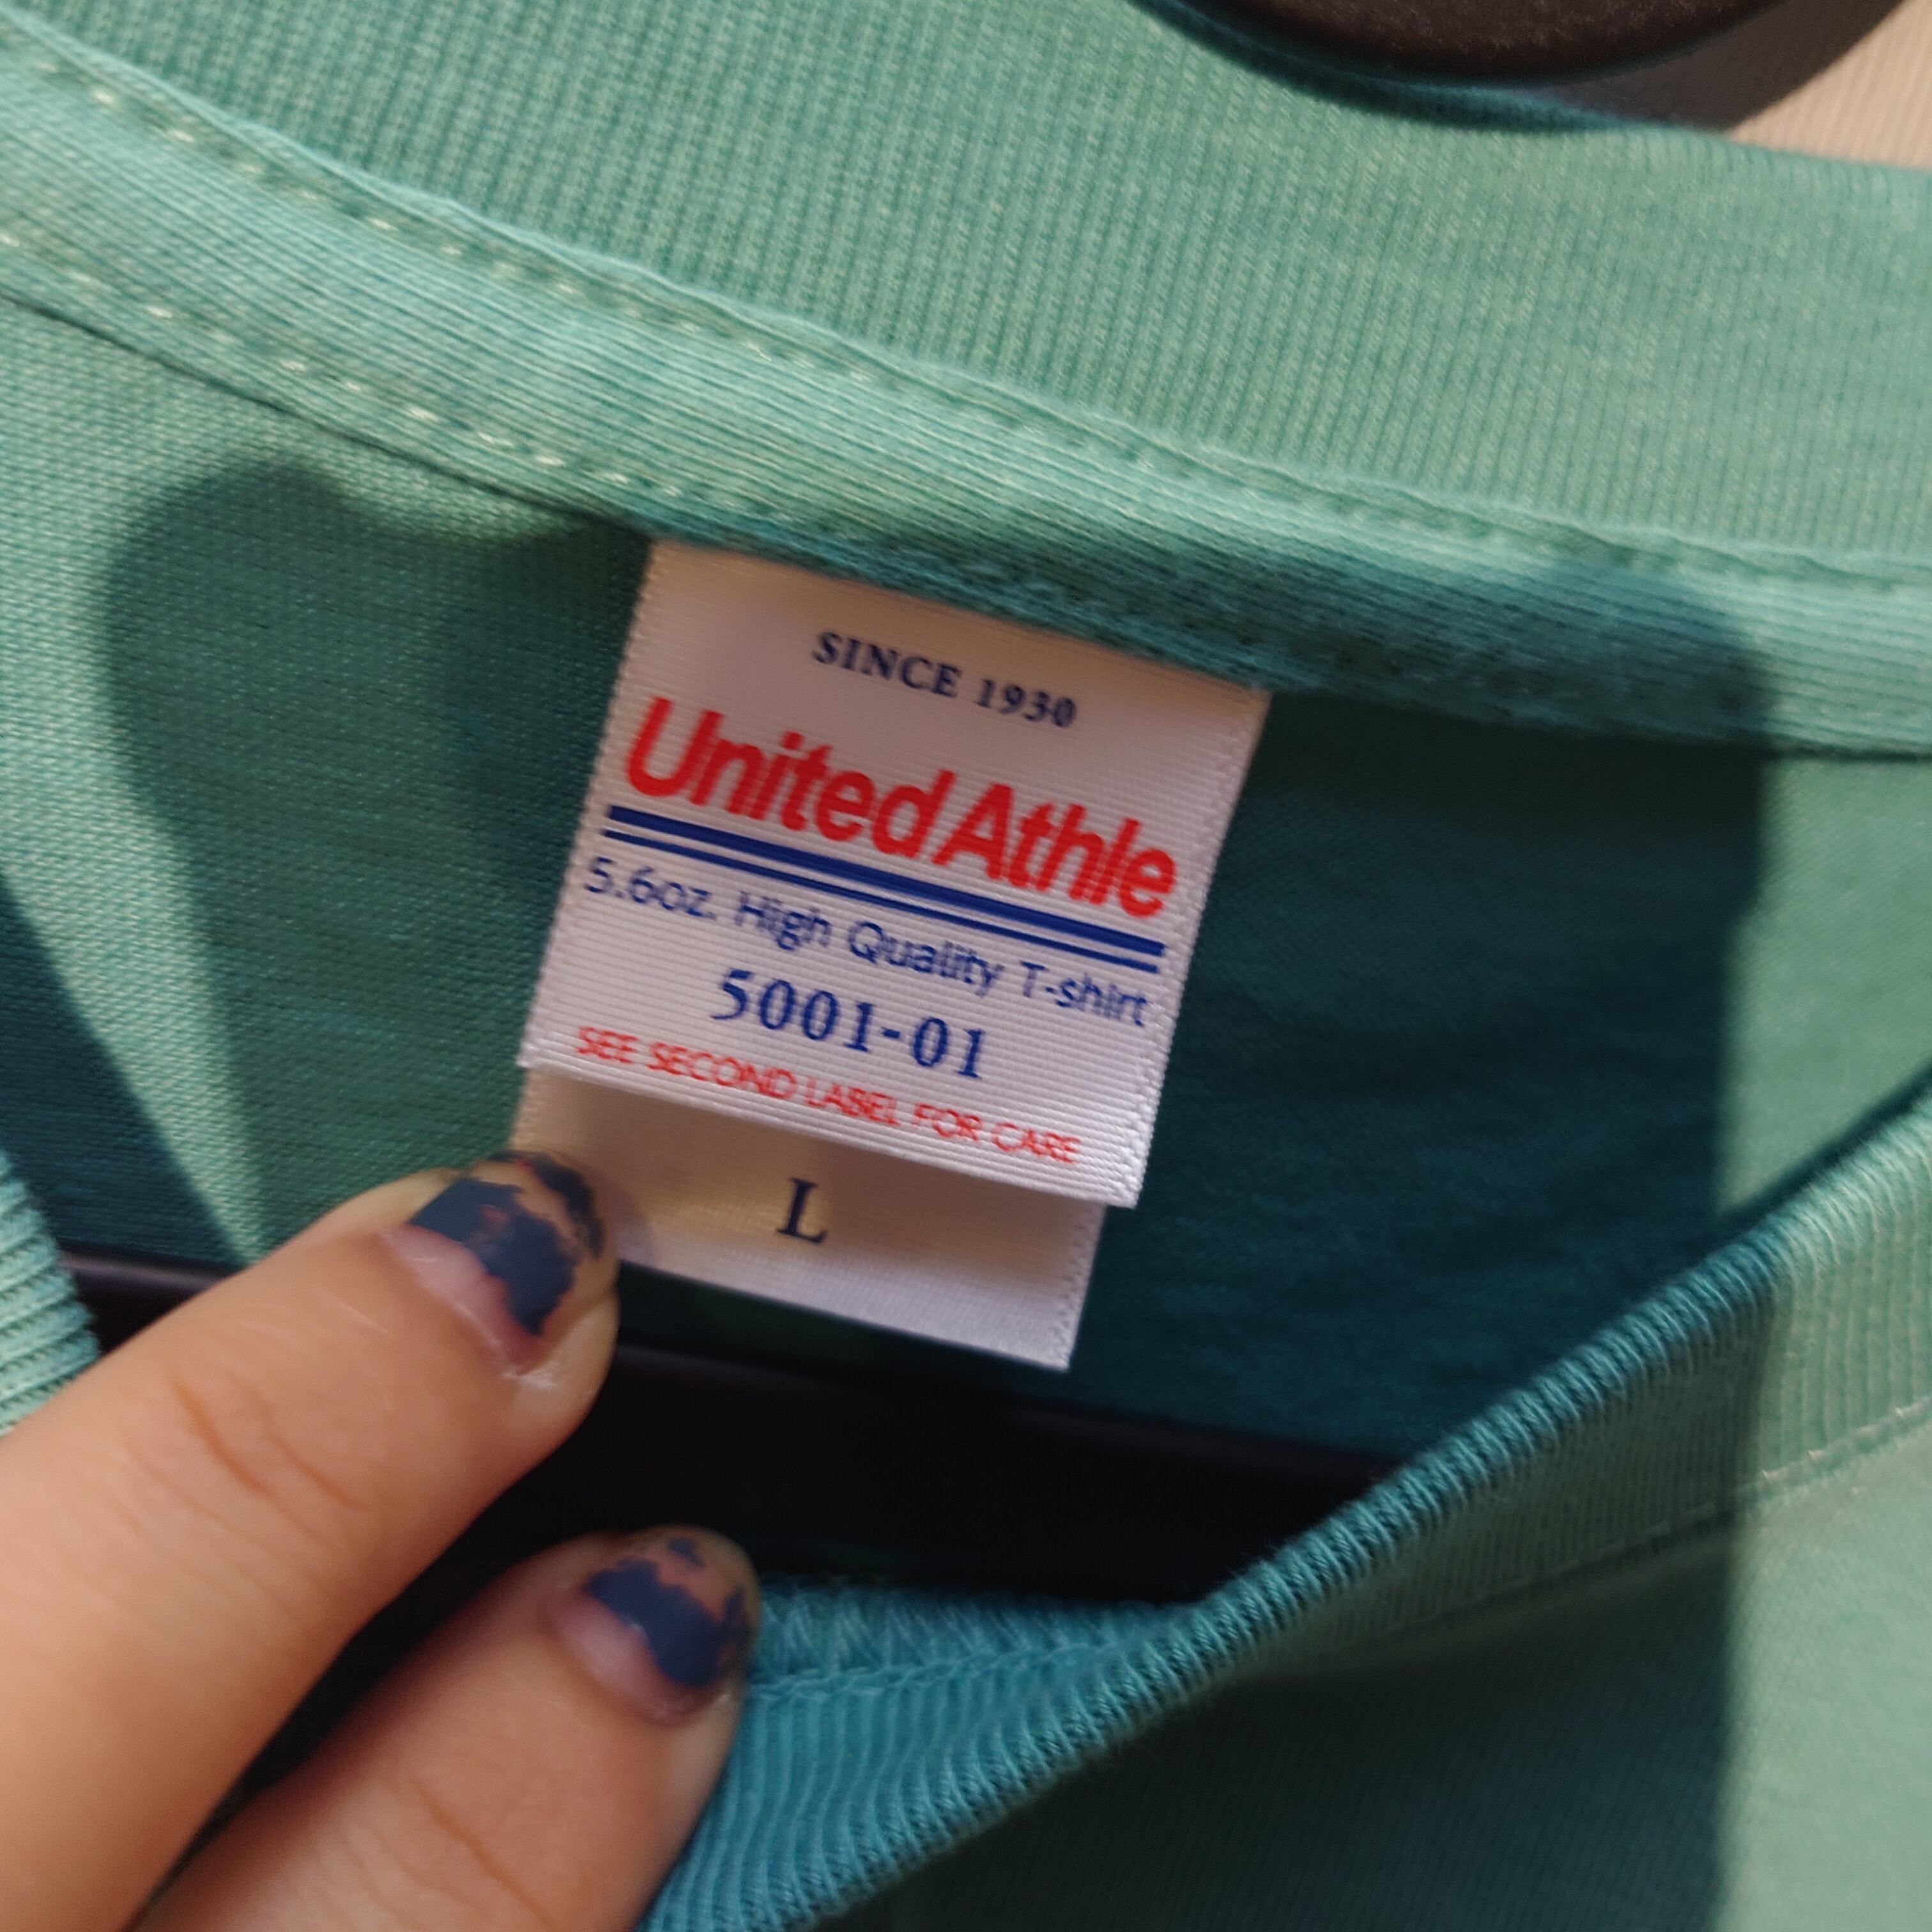 SINCE 1930
United Athle
5.6oz. High Quality T-shirt
5001-01
SEE SECOND LABEL FOR CARE
L